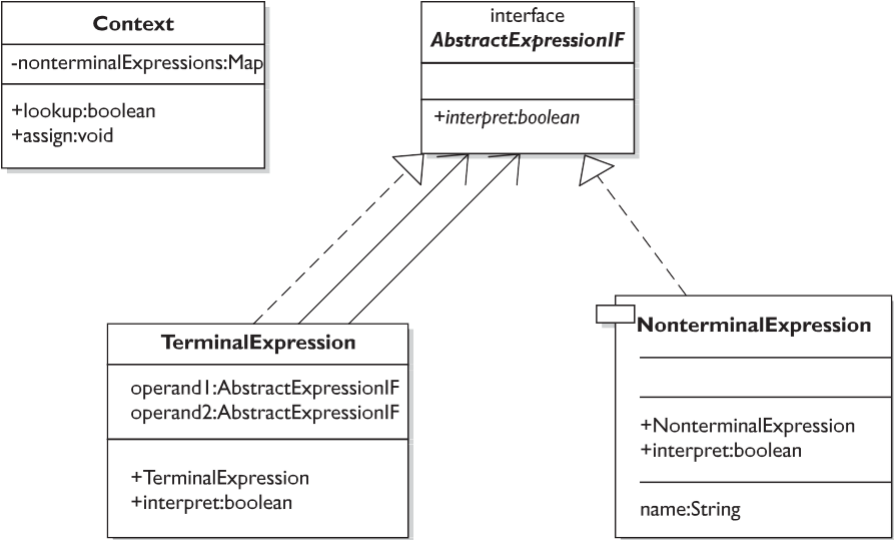 Context
-nonterminalExpressions:Map
+lookup:boolean
+assign:void
interface
AbstractExpressionIF
+interpret:boolean
TerminalExpression
operand1:AbstractExpressionIF
operand2:AbstractExpressionIF
+TerminalExpression
+interpret:boolean
NonterminalExpression
+NonterminalExpression
+interpret:boolean
name:String